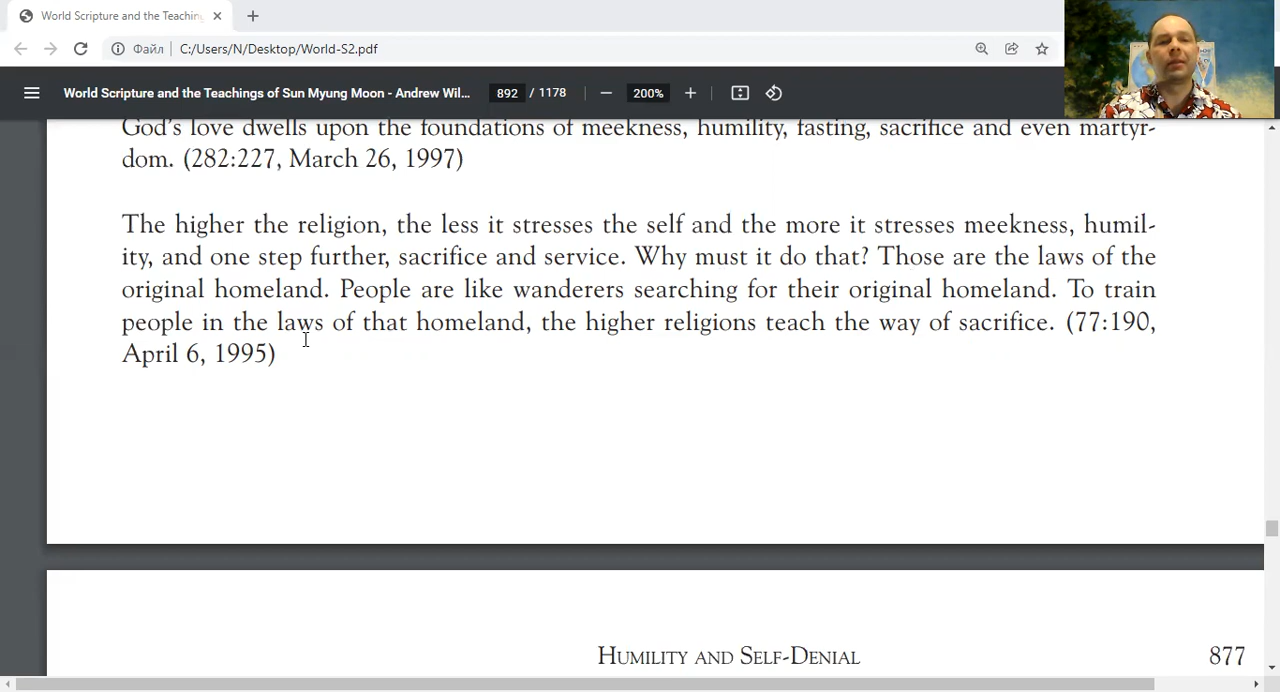 World Scripture and the Teachin
Файл
C:/Users/N/Desktop/World-S2.pdf
World Scripture and the Teachings of Sun Myung Moon - Andrew Wil...
892 / 1178
200%
God's love dwells upon the foundations of meekness, humility, fasting, sacrifice and even martyr-
dom. (282:227, March 26, 1997)
The higher the religion, the less it stresses the self and the more it stresses meekness, humil-
ity, and one step further, sacrifice and service. Why must it do that? Those are the laws of the
original homeland. People are like wanderers searching for their original homeland. To train
people in the laws of that homeland, the higher religions teach the way of sacrifice. (77:190,
April 6, 1995)
HUMILITY AND SELF-DENIAL
877